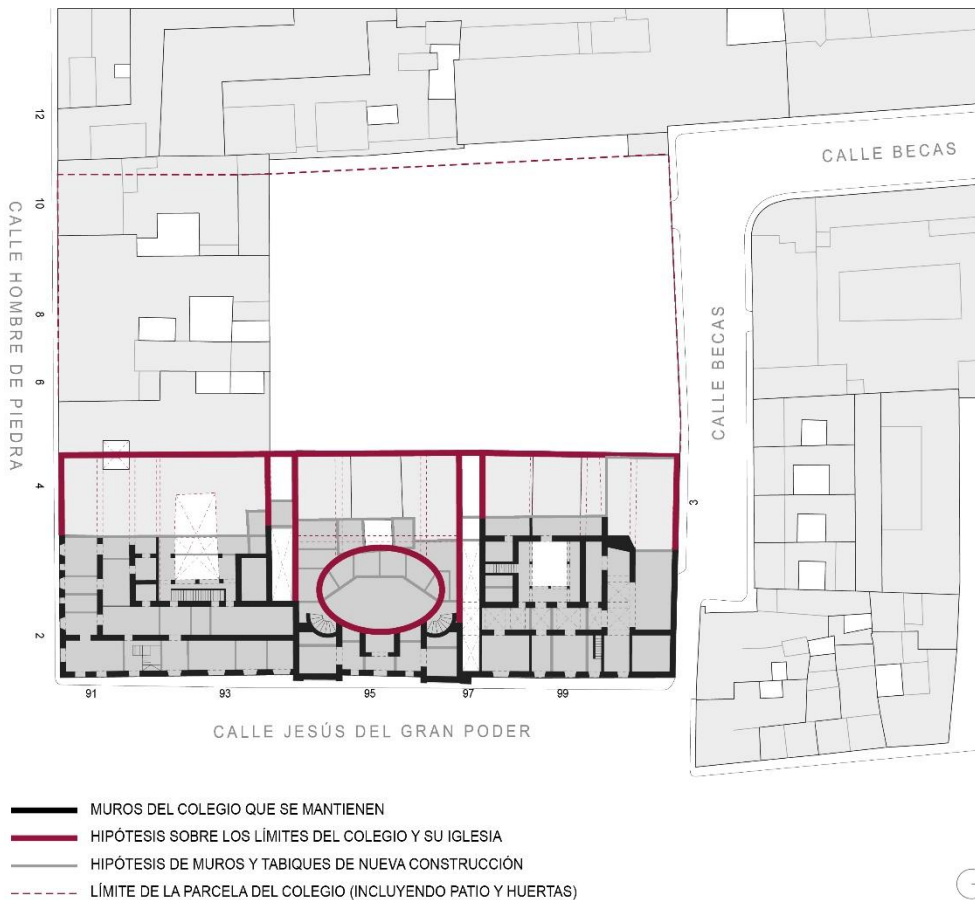 CALLE BECAS
12
10
8
6
4
2
CALLE HOMBRE DE PIEDRA
CALLE BECAS
3
91
93
95
97
99
CALLE JESÚS DEL GRAN PODER
MUROS DEL COLEGIO QUE SE MANTIENEN
HIPÓTESIS SOBRE LOS LÍMITES DEL COLEGIO Y SU IGLESIA
HIPÓTESIS DE MUROS Y TABIQUES DE NUEVA CONSTRUCCIÓN
LÍMITE DE LA PARCELA DEL COLEGIO (INCLUYENDO PATIO Y HUERTAS)